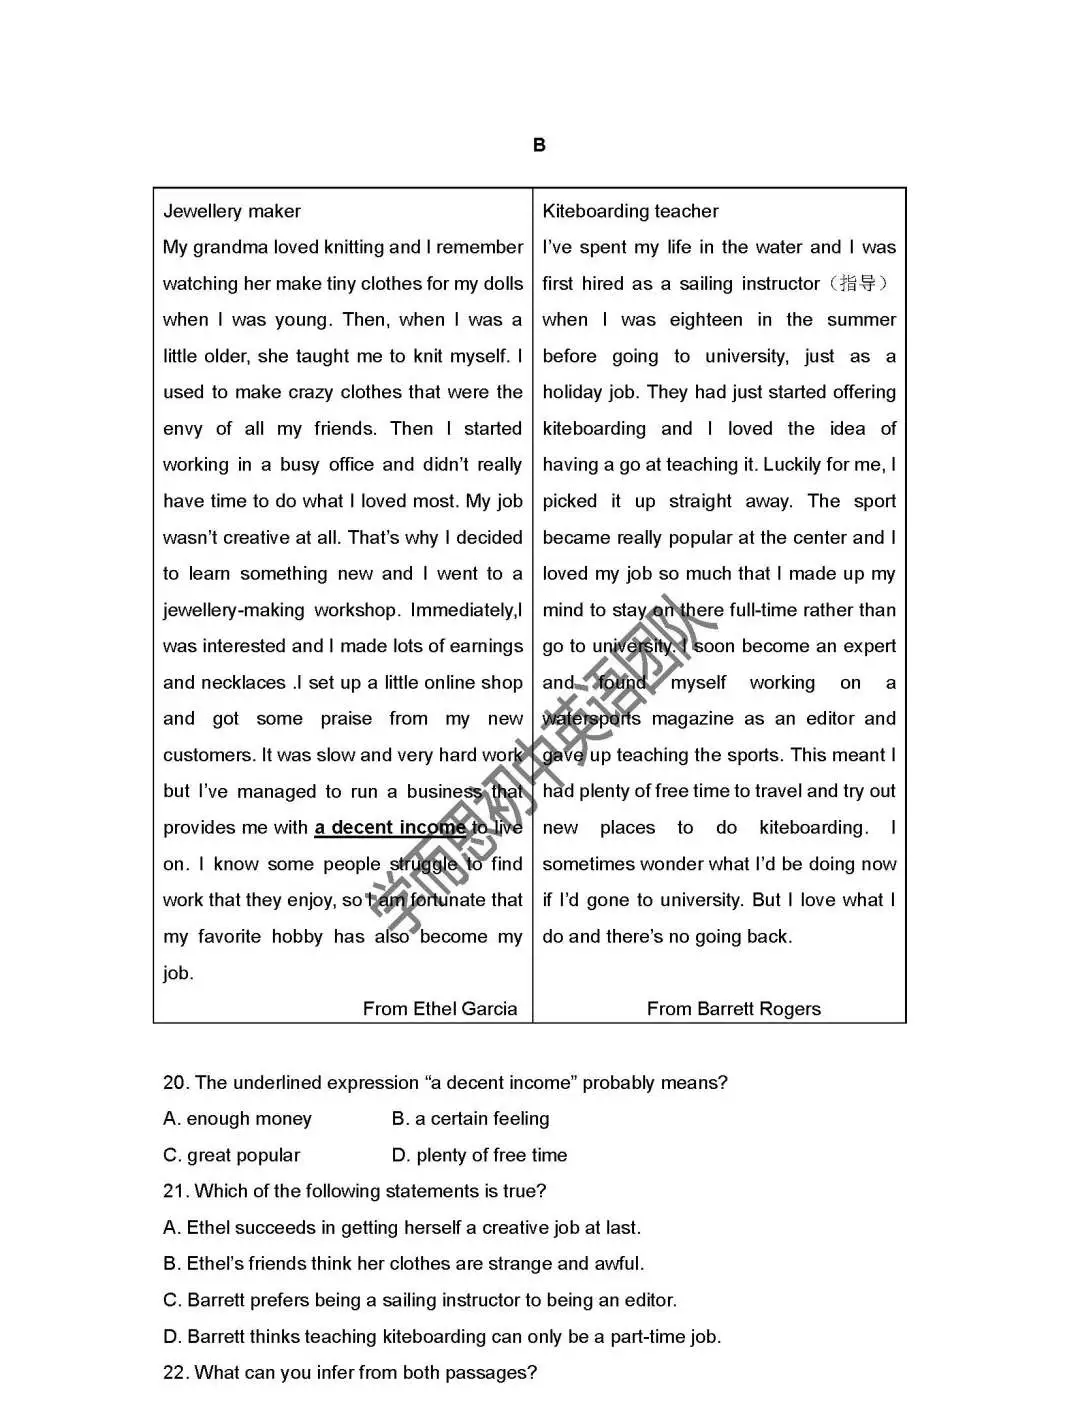 B
Jewellery maker
My grandma loved knitting and I remember
watching her make tiny clothes for my dolls
when I was young. Then, when I was a
little older, she taught me to knit myself. I
used to make crazy clothes that were the
envy of all my friends. Then I started
working in a busy office and didn't really
have time to do what I loved most. My job
wasn't creative at all. That's why I decided
to learn something new and I went to a
jewellery-making workshop. Immediately,I
was interested and I made lots of earnings
and necklaces .I set up a little online shop
and got some praise from my new
customers. It was slow and very hard work
but I've managed to run a business that
provides me with a decent income to live
on. I know some people struggle to find
work that they enjoy, so I am fortunate that
my favorite hobby has also become my
job.
From Ethel Garcia
Kiteboarding teacher
I've spent my life in the water and I was
first hired as a sailing instructor（指导）
when I was eighteen in the summer
before going to university, just as a
holiday job. They had just started offering
kiteboarding and I loved the idea of
having a go at teaching it. Luckily for me, I
picked it up straight away. The sport
became really popular at the center and I
loved my job so much that I made up my
mind to stay on there full-time rather than
go to university. I soon become an expert
and found myself working on a
watersports magazine as an editor and
gave up teaching the sports. This meant I
had plenty of free time to travel and try out
new places to do kiteboarding. I
sometimes wonder what I'd be doing now
if I'd gone to university. But I love what I
do and there's no going back.
From Barrett Rogers
学而思初中英语团队
20. The underlined expression “a decent income” probably means?
A. enough money B. a certain feeling
C. great popular D. plenty of free time
21. Which of the following statements is true?
A. Ethel succeeds in getting herself a creative job at last.
B. Ethel's friends think her clothes are strange and awful.
C. Barrett prefers being a sailing instructor to being an editor.
D. Barrett thinks teaching kiteboarding can only be a part-time job.
22. What can you infer from both passages?